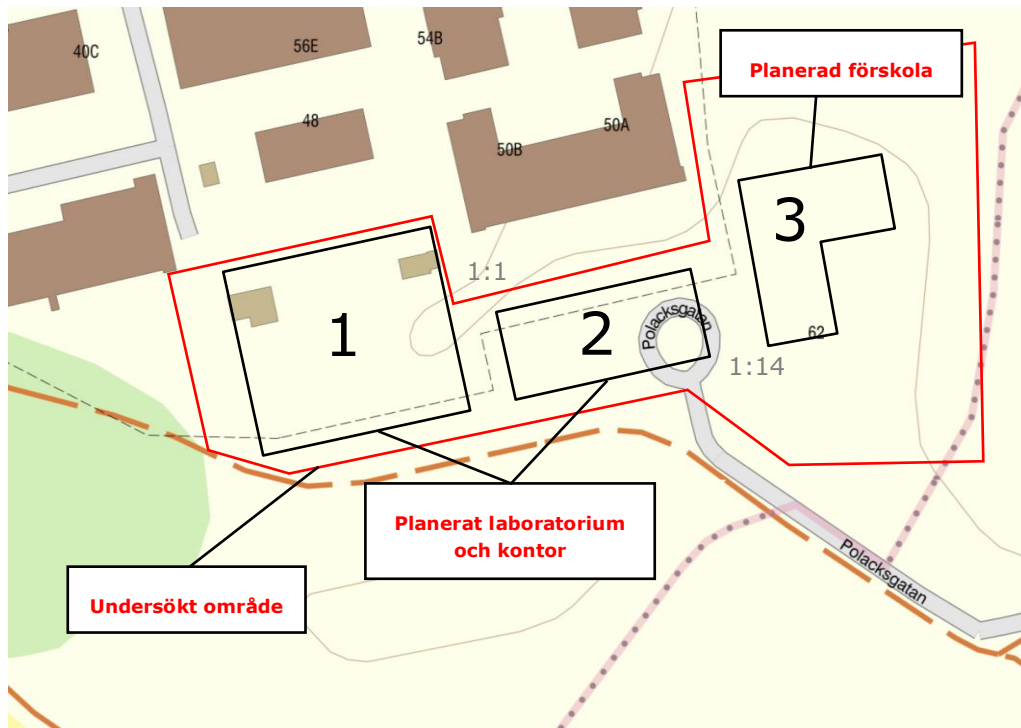 40C
56E
54B
48
50B
50A
Planerad förskola
1
1:1
2
3
62
Polacksgatan
1:14
Planerat laboratorium
och kontor
Undersökt område
Polacksgatan